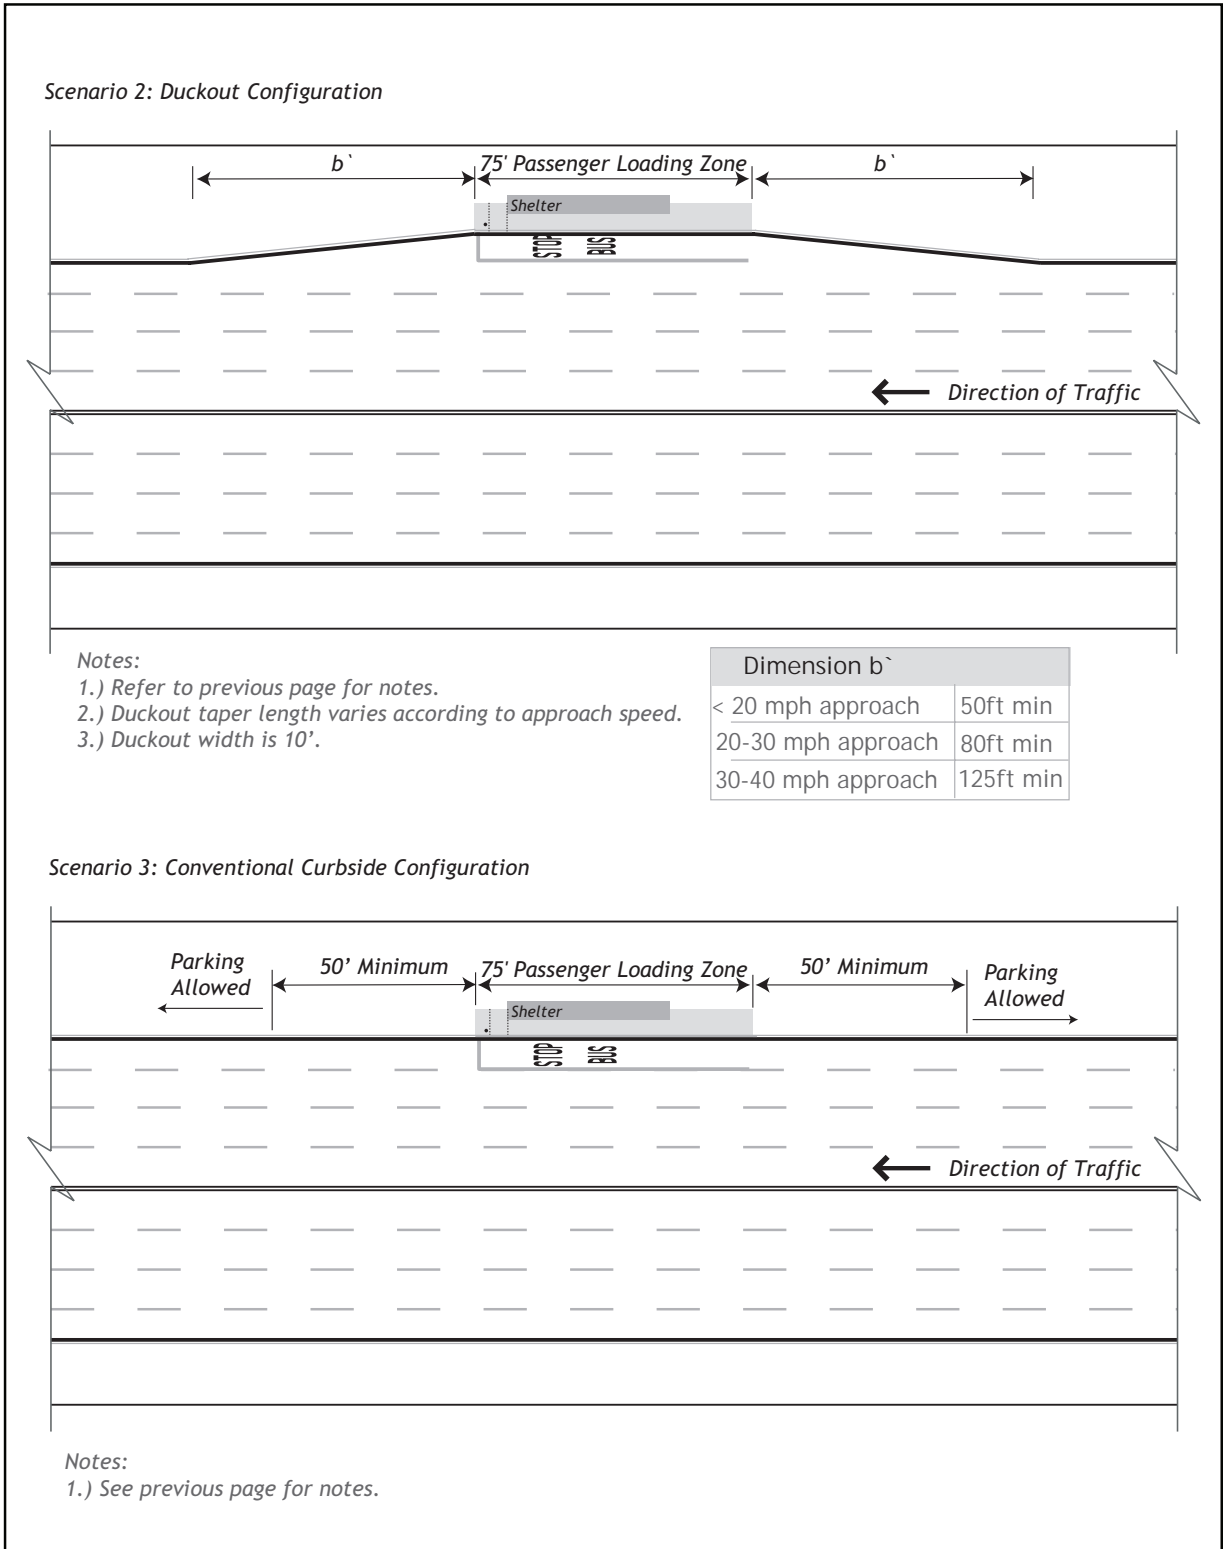 Scenario 2: Duckout Configuration
b`
75' Passenger Loading Zone
b`
Shelter
STOP
BUS
Direction of Traffic
Notes:
1.) Refer to previous page for notes.
2.) Duckout taper length varies according to approach speed.
3.) Duckout width is 10’.
Dimension b`
< 20 mph approach 50ft min
20-30 mph approach 80ft min
30-40 mph approach 125ft min
Scenario 3: Conventional Curbside Configuration
Parking
Allowed
50’ Minimum
75' Passenger Loading Zone
50’ Minimum
Parking
Allowed
Shelter
STOP
BUS
Direction of Traffic
Notes:
1.) See previous page for notes.